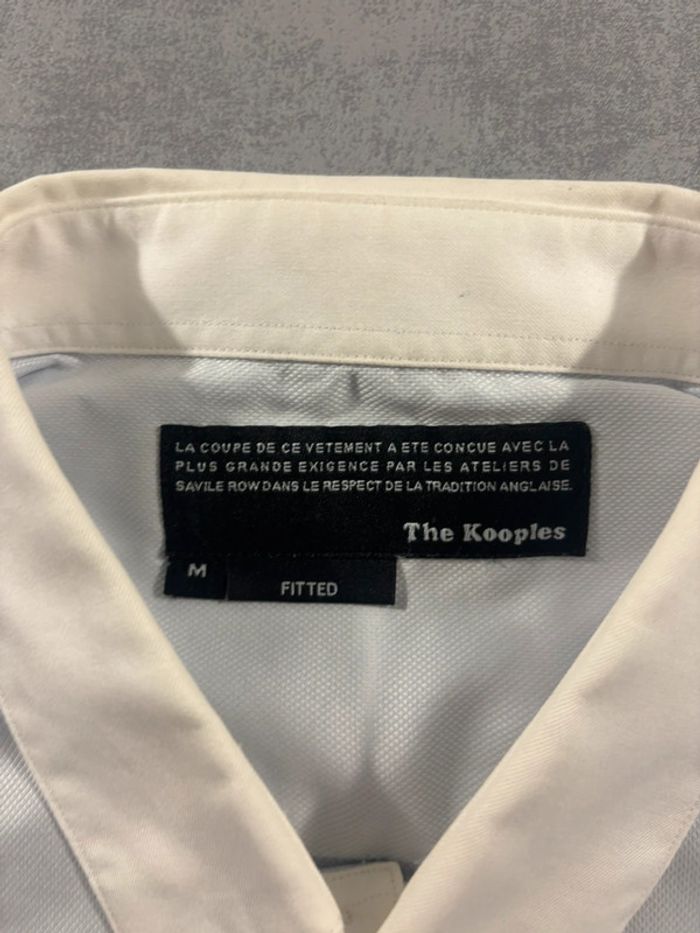 LA COUPE DE CE VETEMENT A ETE CONCUE AVEC LA
PLUS GRANDE EXIGENCE PAR LES ATELIERS DE
SAVILE ROW DANS LE RESPECT DE LA TRADITION ANGLAISE.
The Kooples
M
FITTED